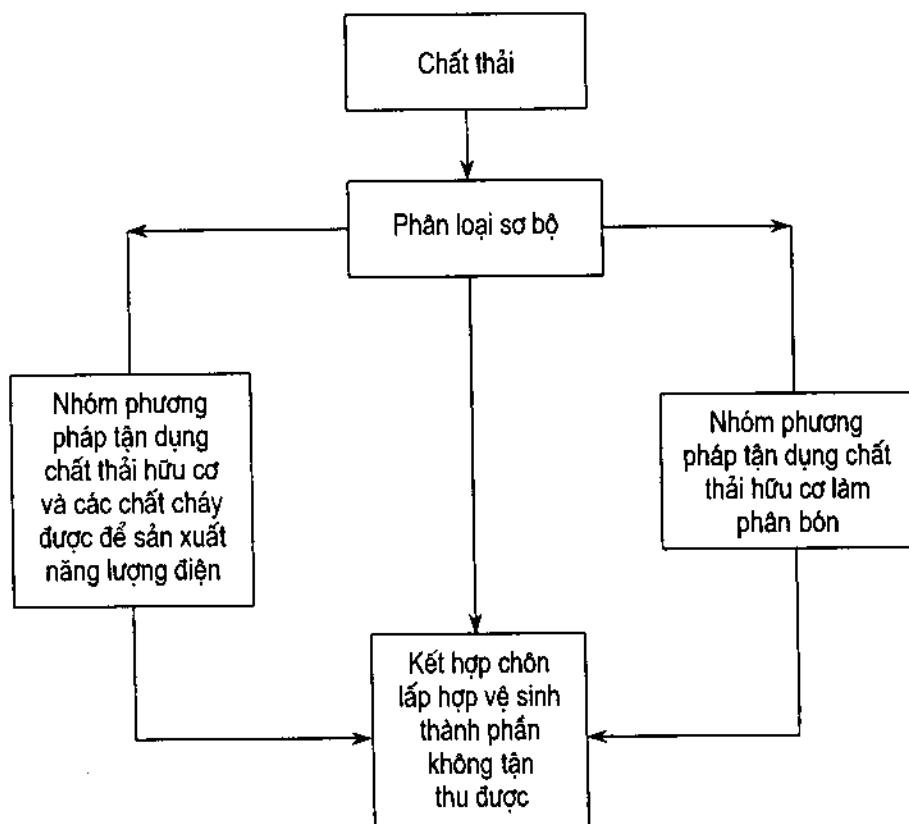 Chất thải
Phân loại sơ bộ
Nhóm phương
pháp tận dụng
chất thải hữu cơ
và các chất cháy
được để sản xuất
năng lượng điện
Nhóm phương
pháp tận dụng chất
thải hữu cơ làm
phân bón
Kết hợp chôn
lấp hợp vệ sinh
thành phần
không tận
thu được